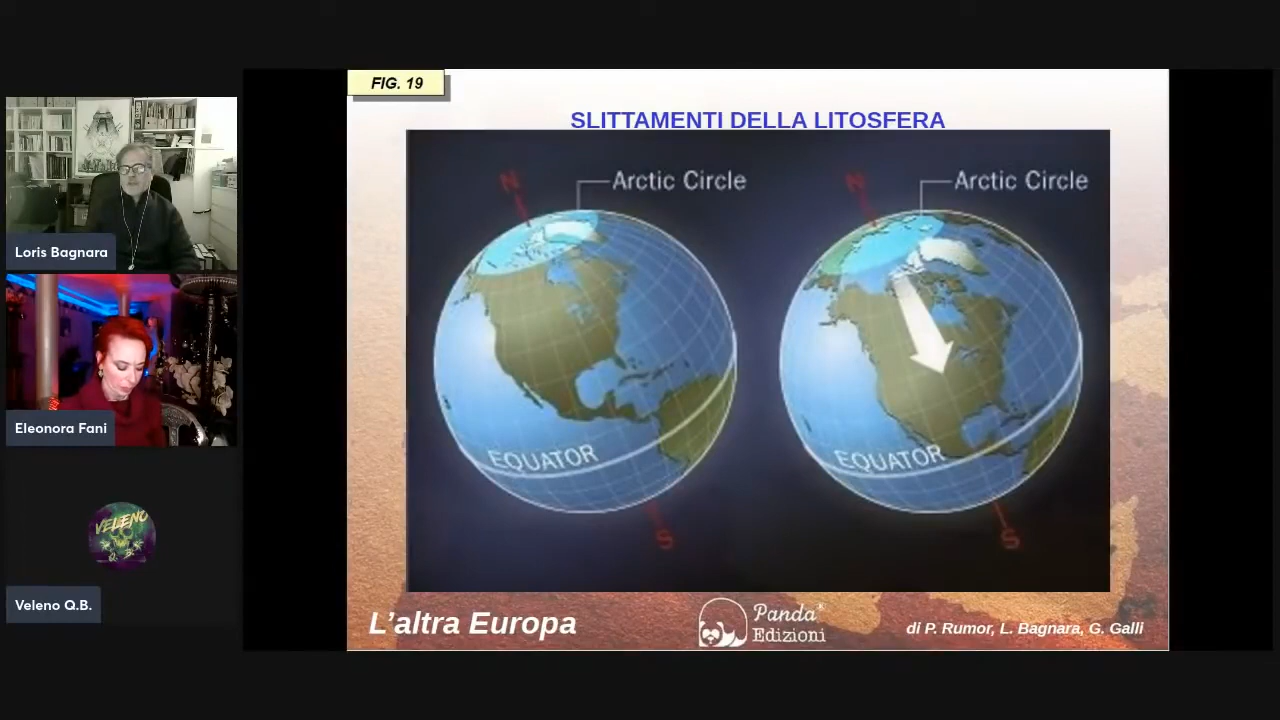 FIG. 19
SLITTAMENTI DELLA LITOSFERA
N
Arctic Circle
EQUATOR
S
N
Arctic Circle
EQUATOR
S
L'altra Europa
Panda
Edizioni
di P. Rumor, L. Bagnara, G. Galli
Loris Bagnara
Eleonora Fani
VELENO
Q. B.
Veleno Q.B.